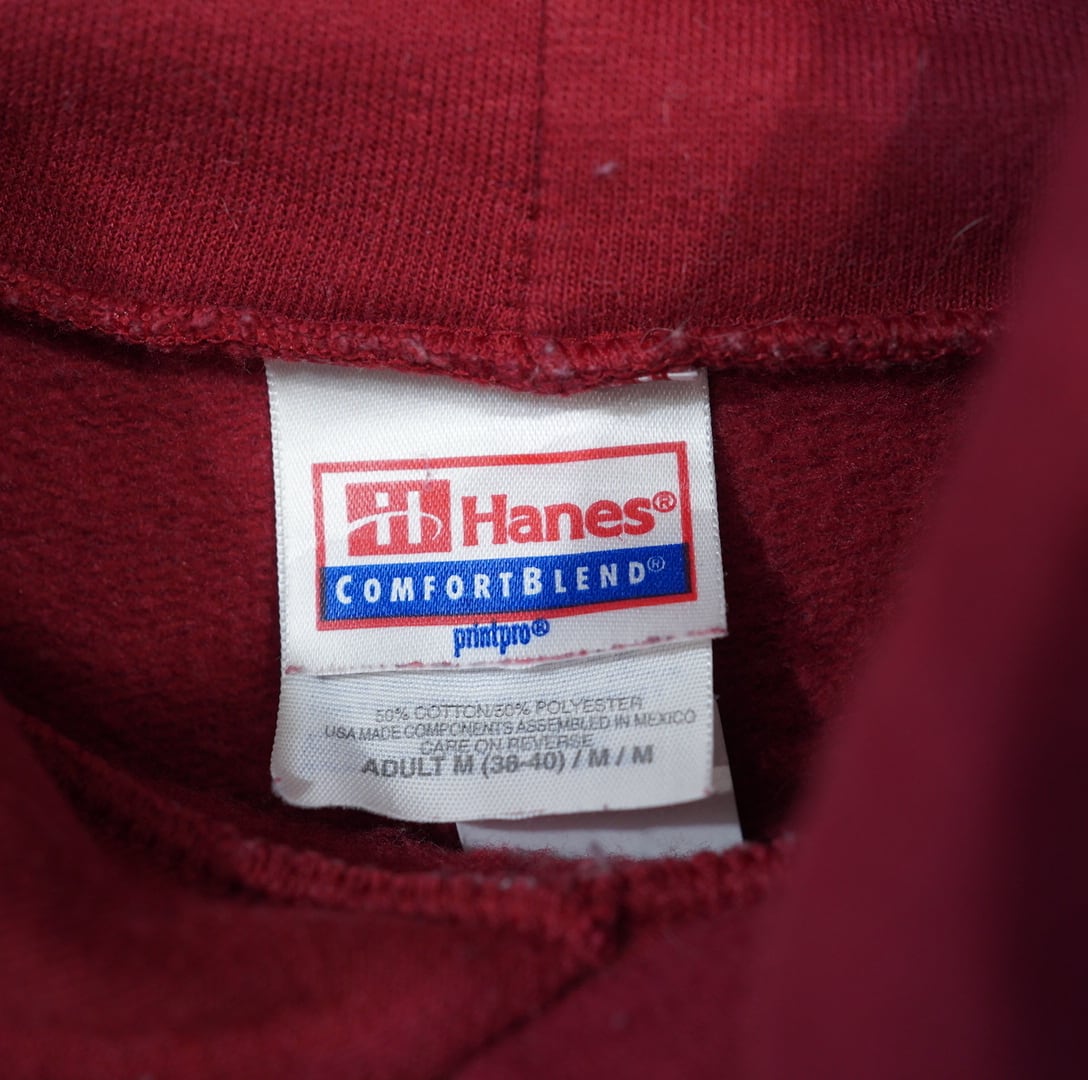 Hanes®
COMFORTBLEND®
printpro®
50% COTTON/50% POLYESTER
USA MADE COMPONENTS ASSEMBLED IN MEXICO
CARE ON REVERSE
ADULT M (38-40) / M / M